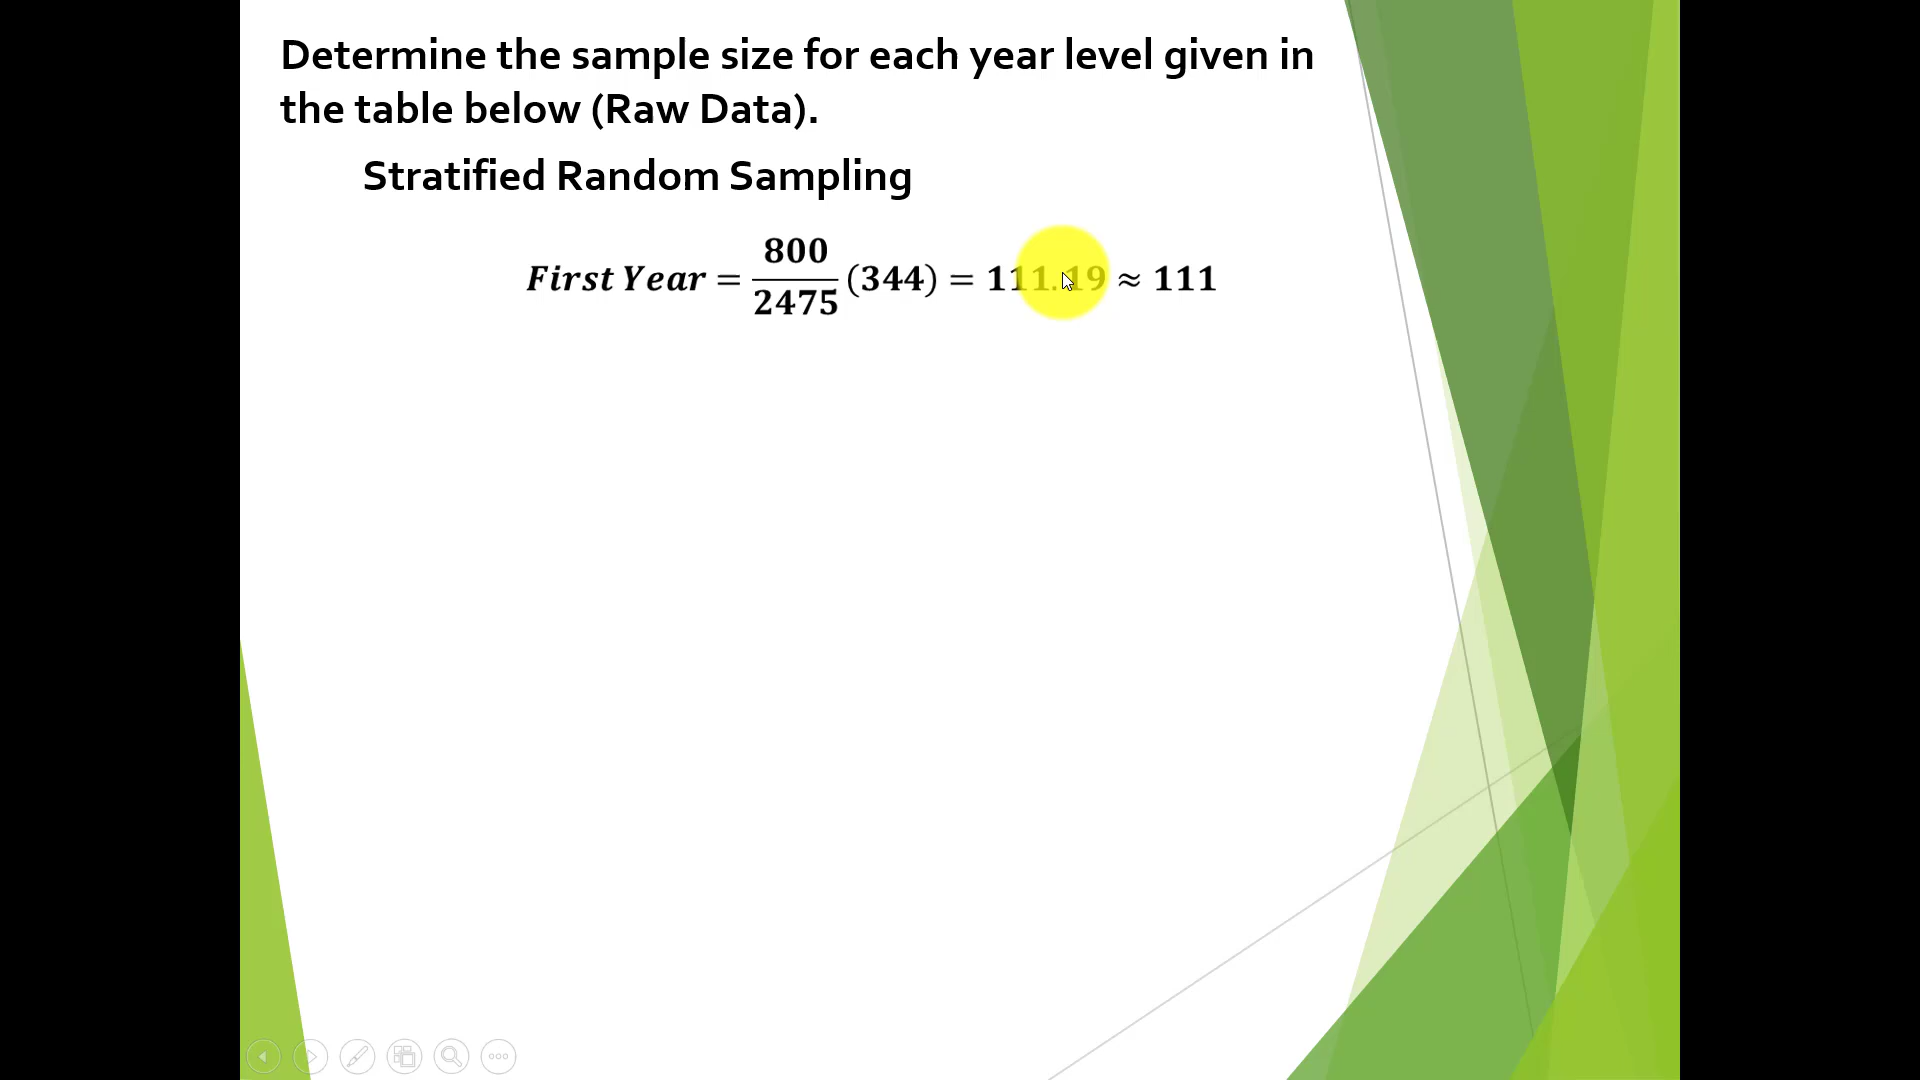 Determine the sample size for each year level given in
the table below (Raw Data).
Stratified Random Sampling
First Year = 800/2475 (344) = 111.19 ≈ 111